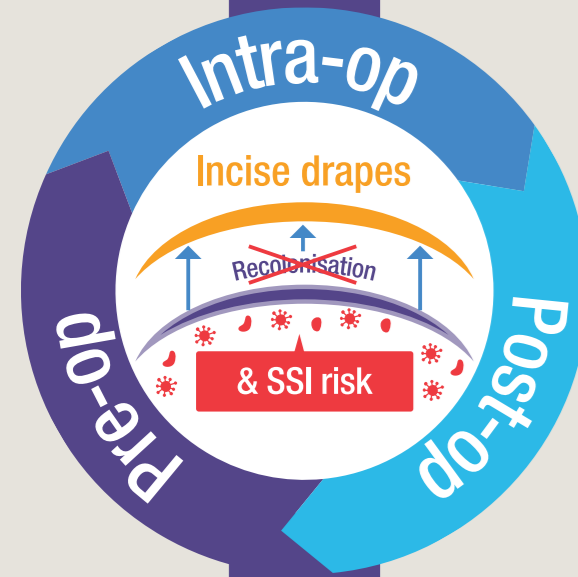 Intra-op
Incise drapes
Recolonisation
& SSI risk
Pre-op
Post-op